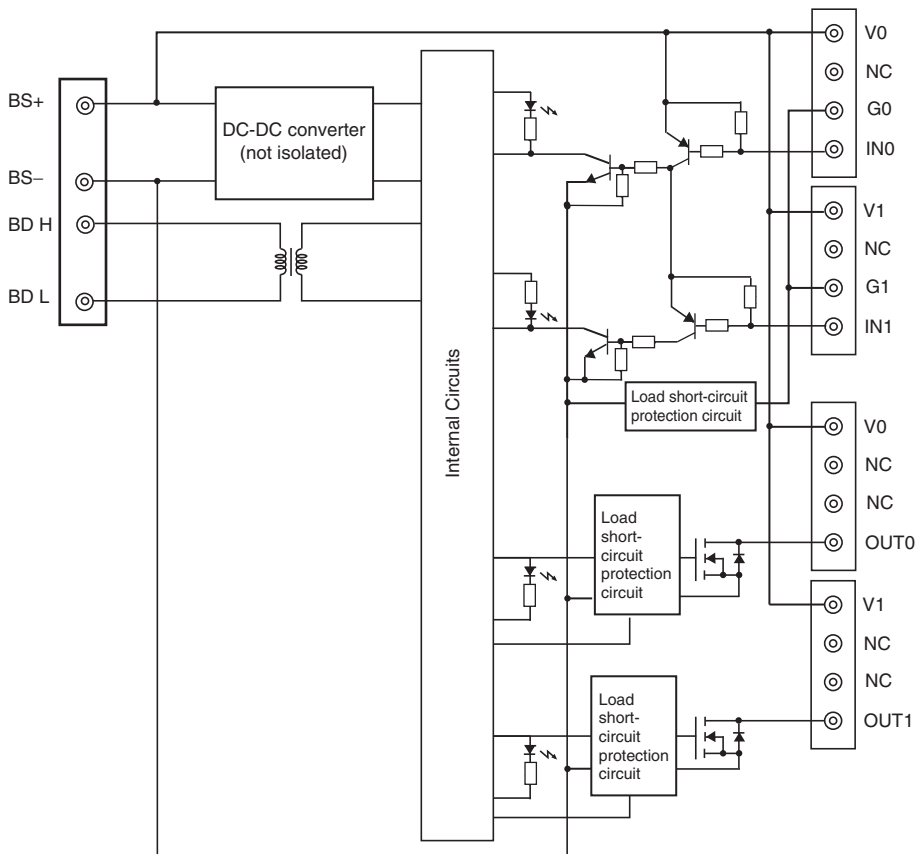 BS+
BS−
BD H
BD L
DC-DC converter
(not isolated)
Internal Circuits
Load short-circuit
protection circuit
Load
short-
circuit
protection
circuit
Load
short-
circuit
protection
circuit
V0
NC
G0
IN0
V1
NC
G1
IN1
V0
NC
NC
OUT0
V1
NC
NC
OUT1